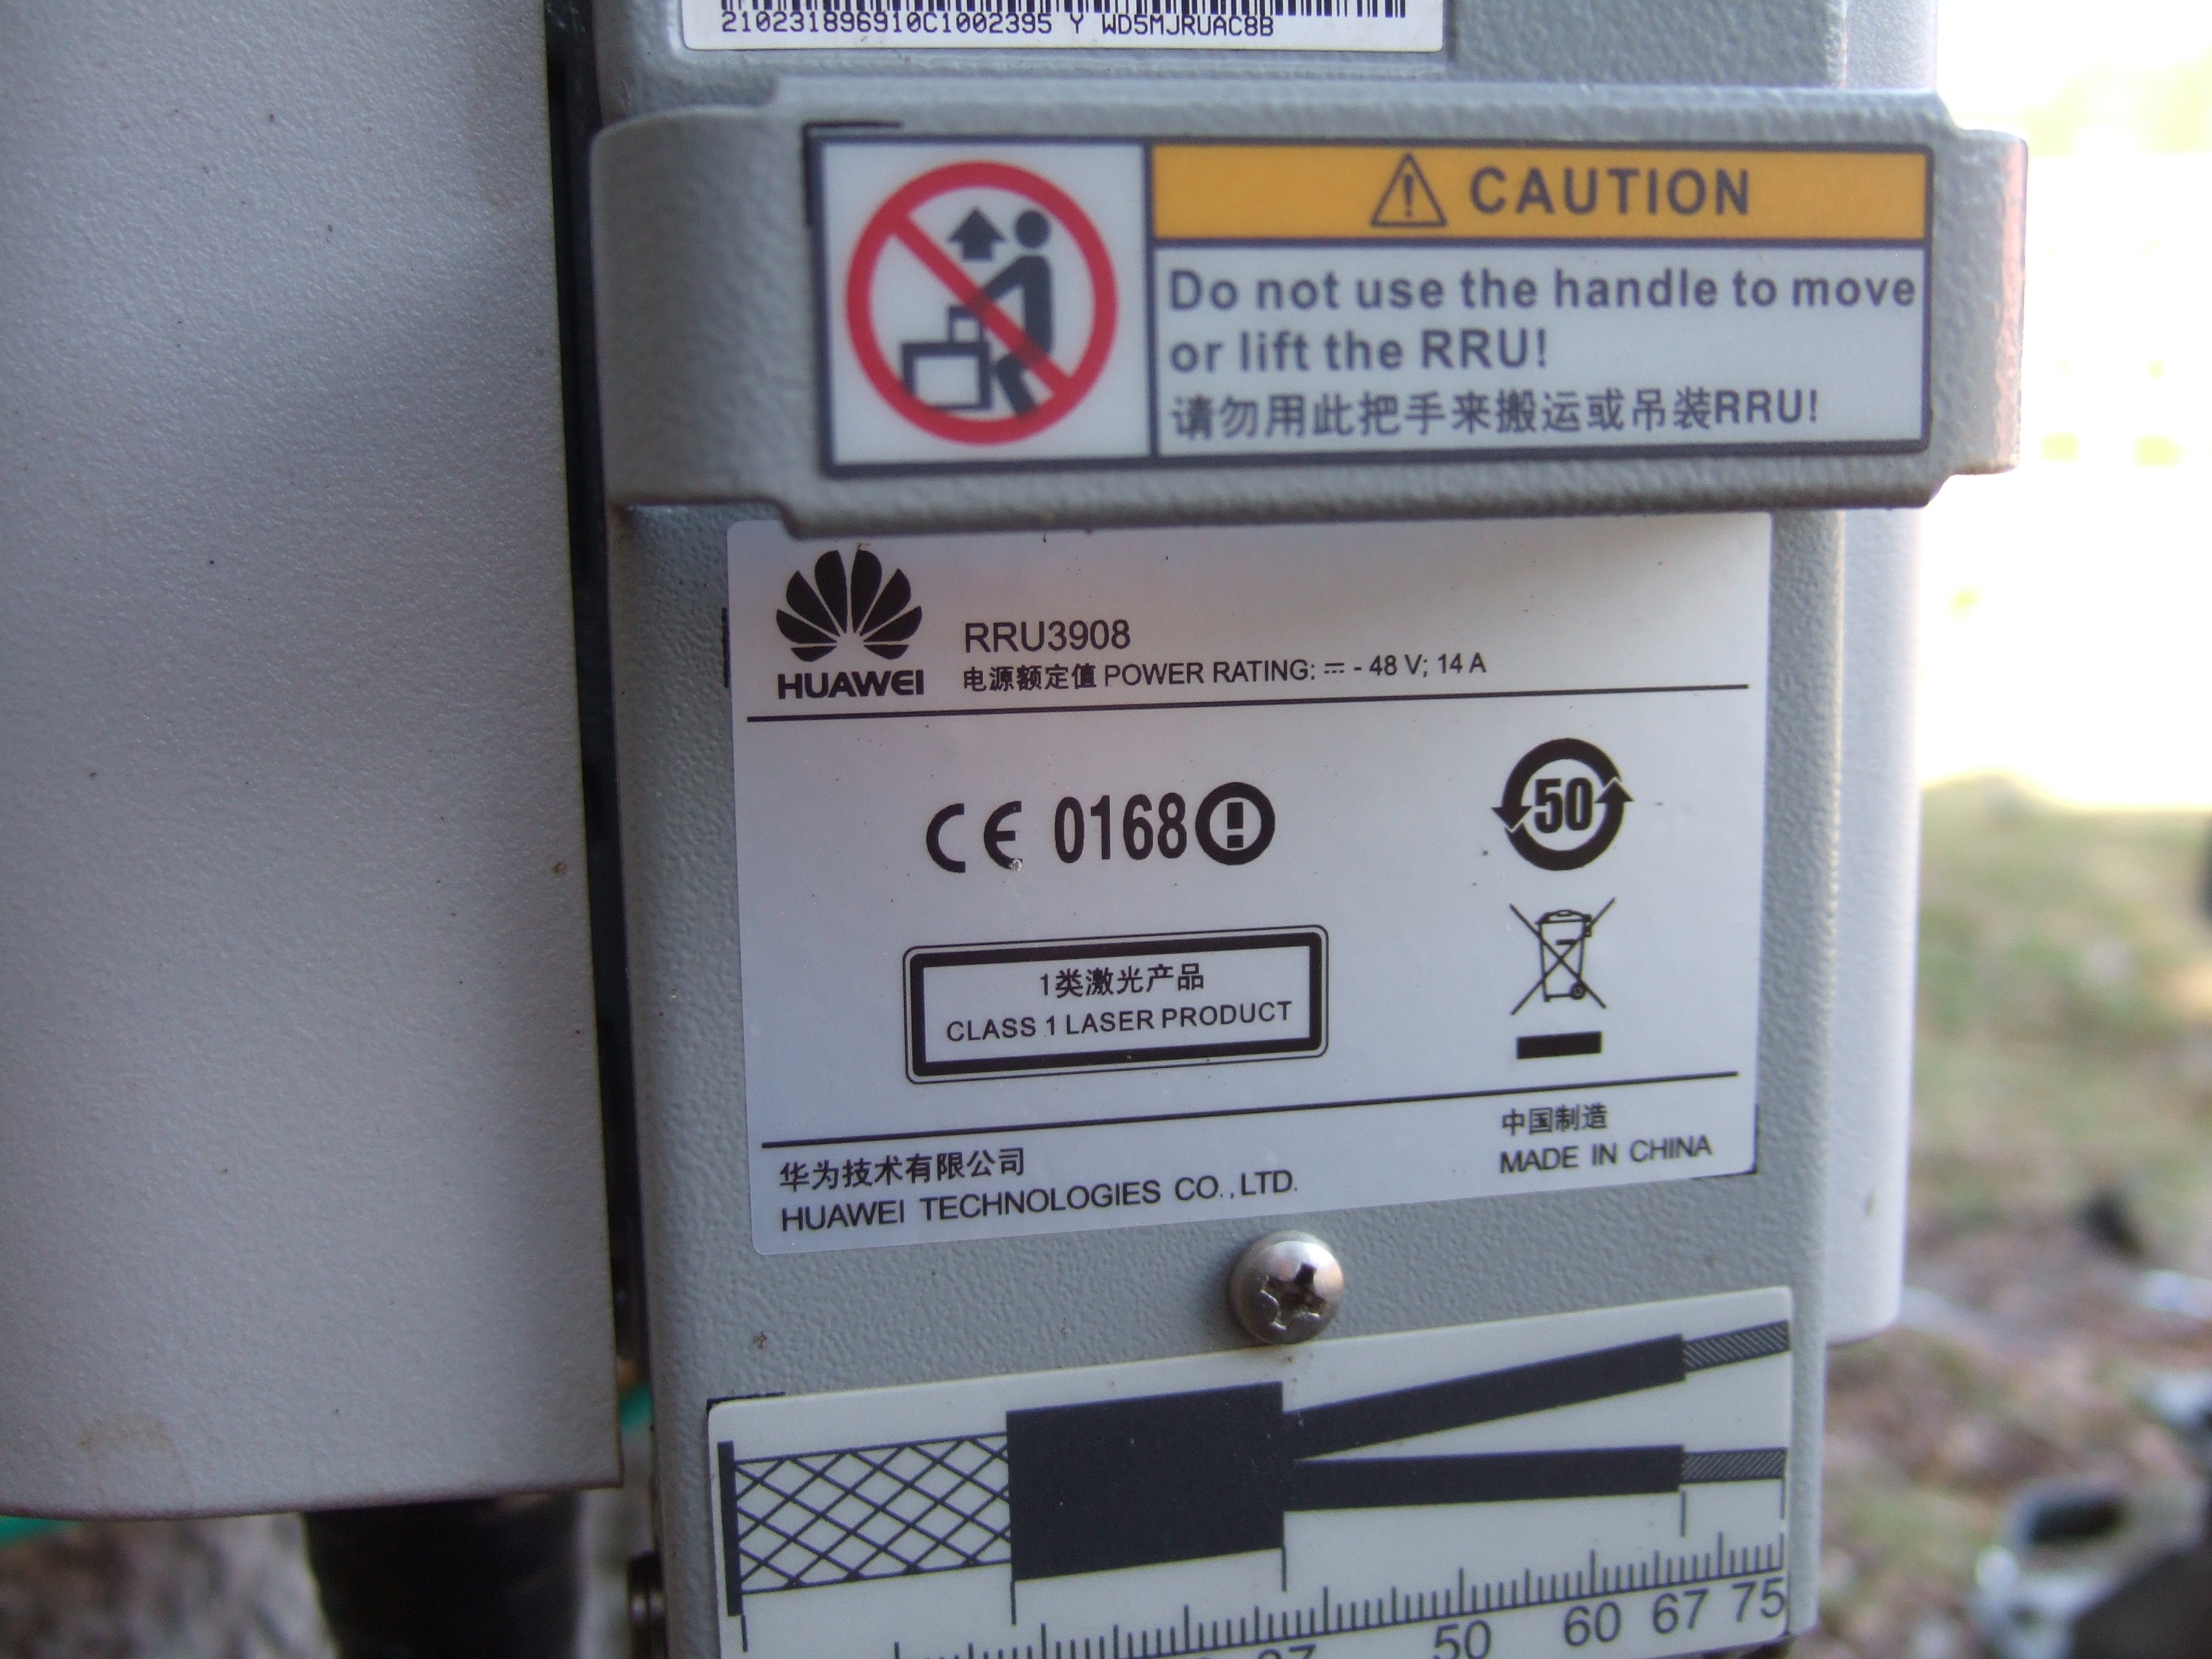 210231896910C1002395 Y WD5MJRUAC8B
CAUTION
Do not use the handle to move
or lift the RRU!
请勿用此把手来搬运或吊装RRU!
HUAWEI
RRU3908
电源额定值 POWER RATING: ⎓ - 48 V; 14 A
CE 0168
50
1类激光产品
CLASS 1 LASER PRODUCT
华为技术有限公司
HUAWEI TECHNOLOGIES CO., LTD.
中国制造
MADE IN CHINA
50 60 67 75